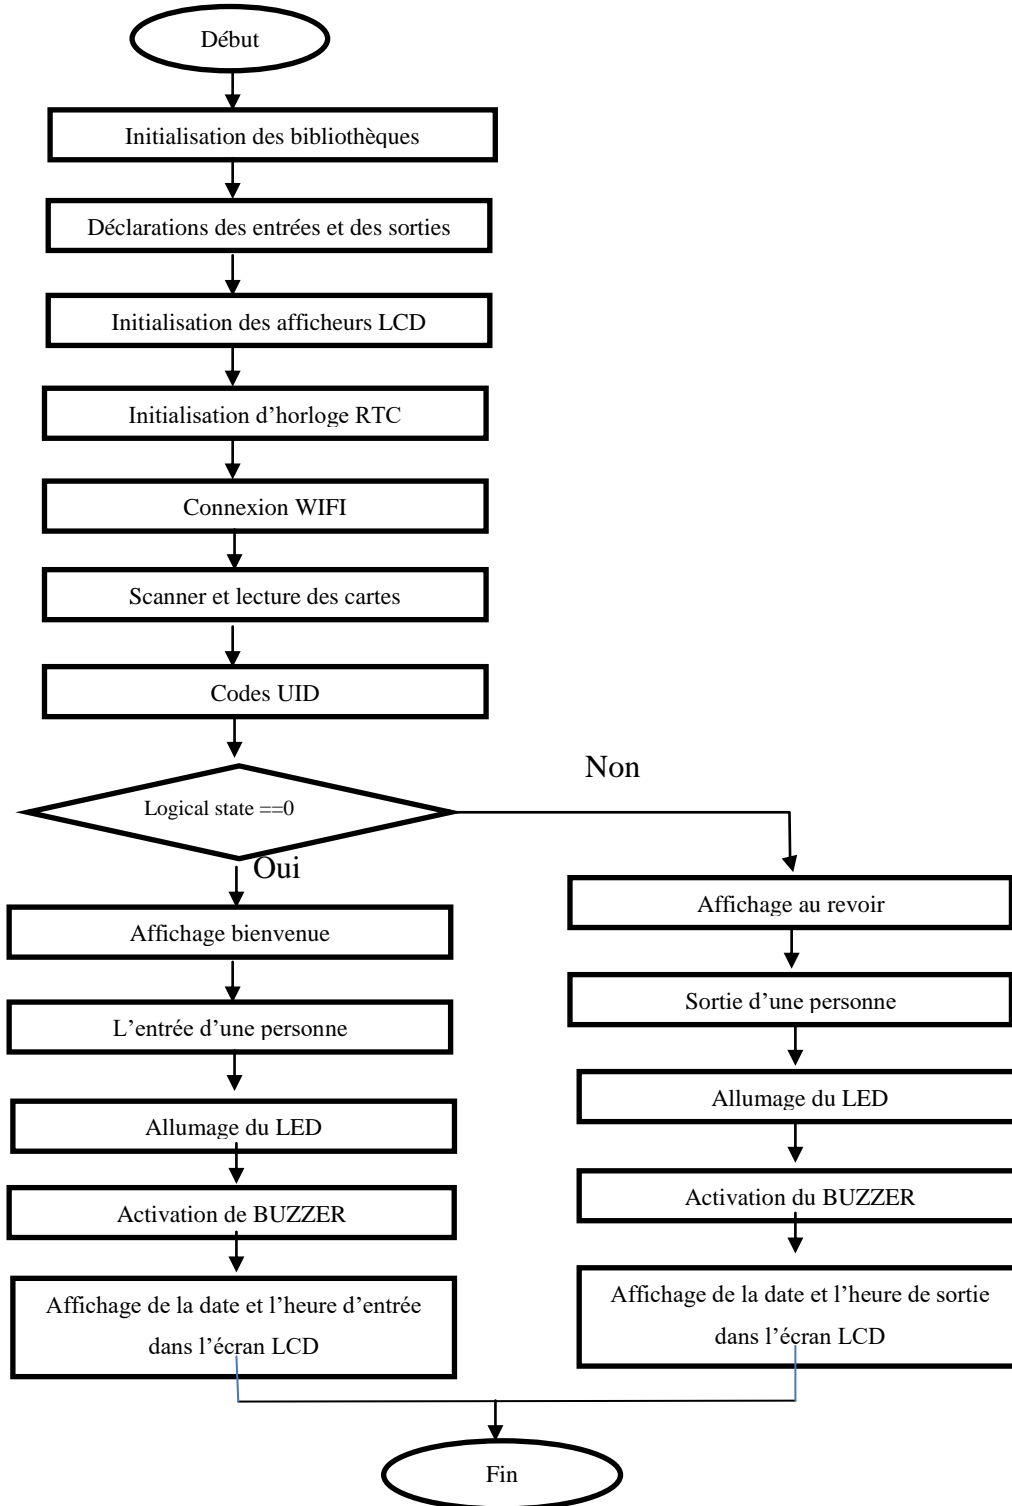 Début
Initialisation des bibliothèques
Déclarations des entrées et des sorties
Initialisation des afficheurs LCD
Initialisation d’horloge RTC
Connexion WIFI
Scanner et lecture des cartes
Codes UID
Logical state ==0
Non
Oui
Affichage bienvenue
L’entrée d’une personne
Allumage du LED
Activation de BUZZER
Affichage de la date et l’heure d’entrée
dans l’écran LCD
Affichage au revoir
Sortie d’une personne
Allumage du LED
Activation du BUZZER
Affichage de la date et l’heure de sortie
dans l’écran LCD
Fin